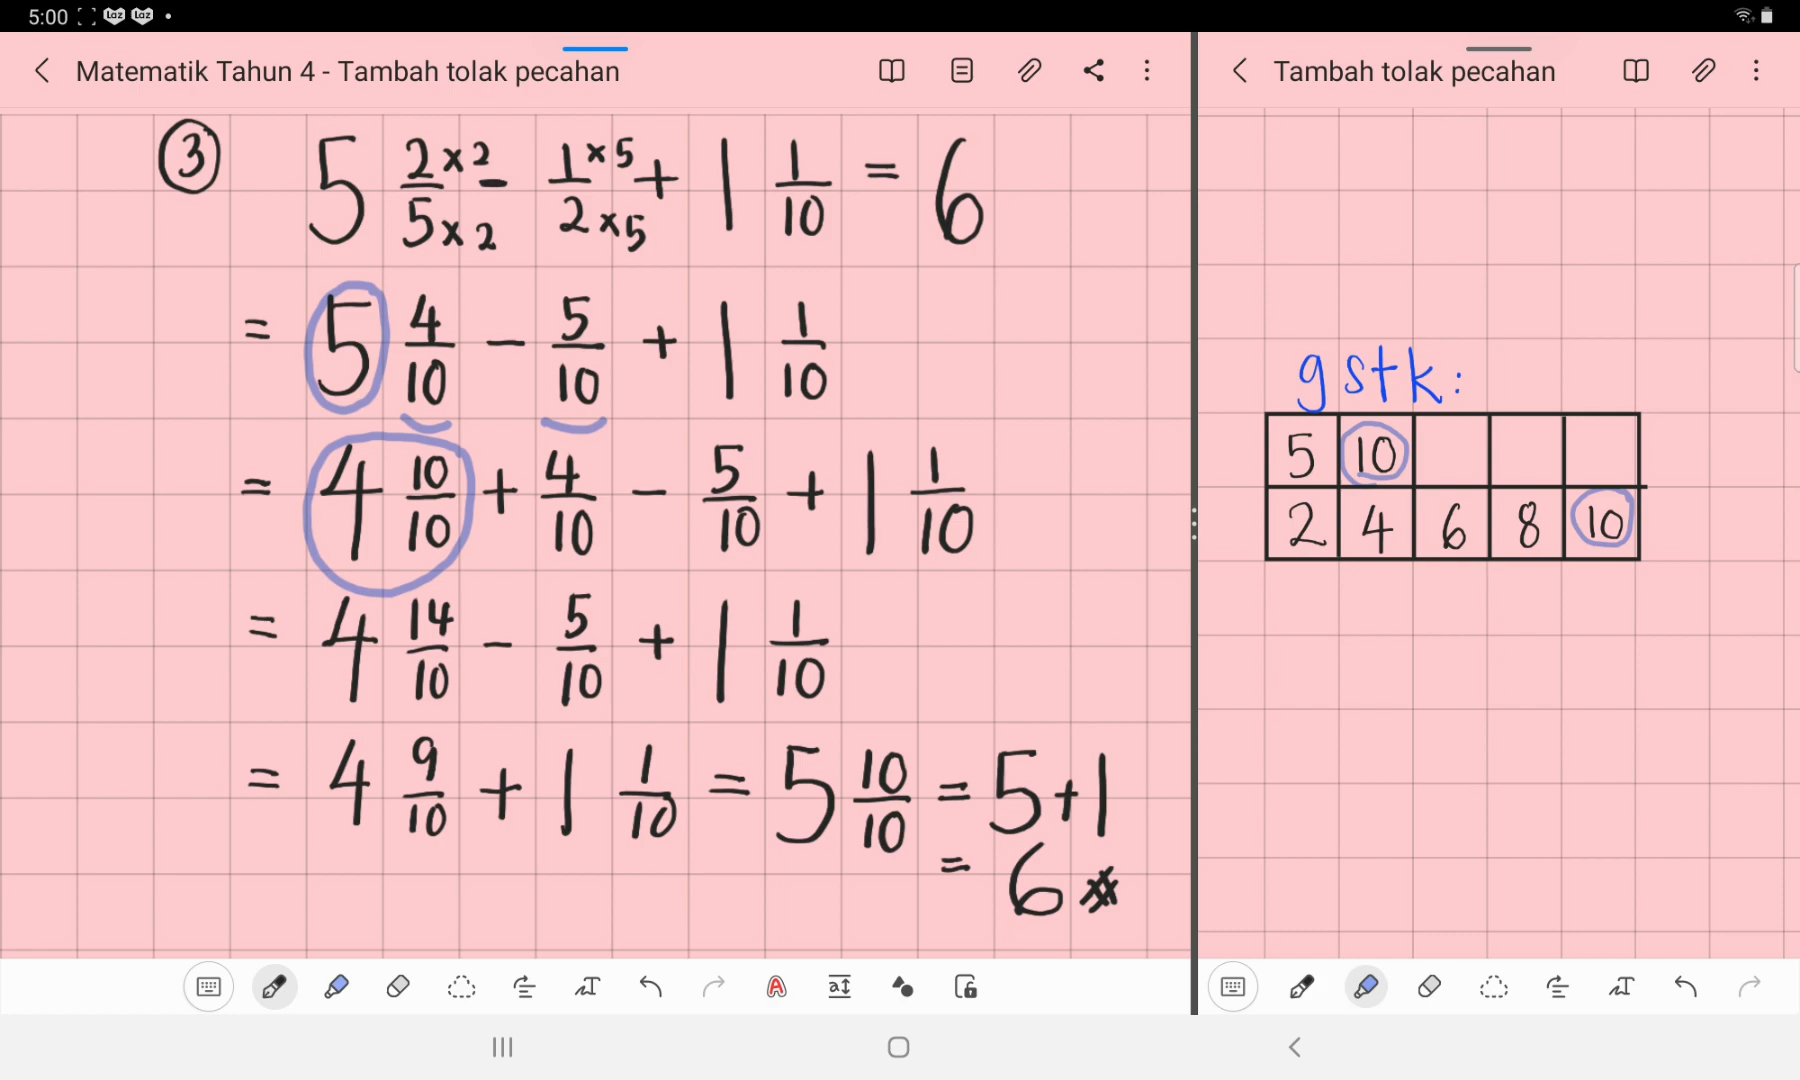 5:00 Laz Laz
Matematik Tahun 4 - Tambah tolak pecahan
③ 5 2×2/5×2 - 1×5/2×5 + 1 1/10 = 6
= 5 4/10 - 5/10 + 1 1/10
= 4 10/10 + 4/10 - 5/10 + 1 1/10
= 4 14/10 - 5/10 + 1 1/10
= 4 9/10 + 1 1/10 = 5 10/10 = 5+1
= 6
Tambah tolak pecahan
gstk:
5 10
2 4 6 8 10